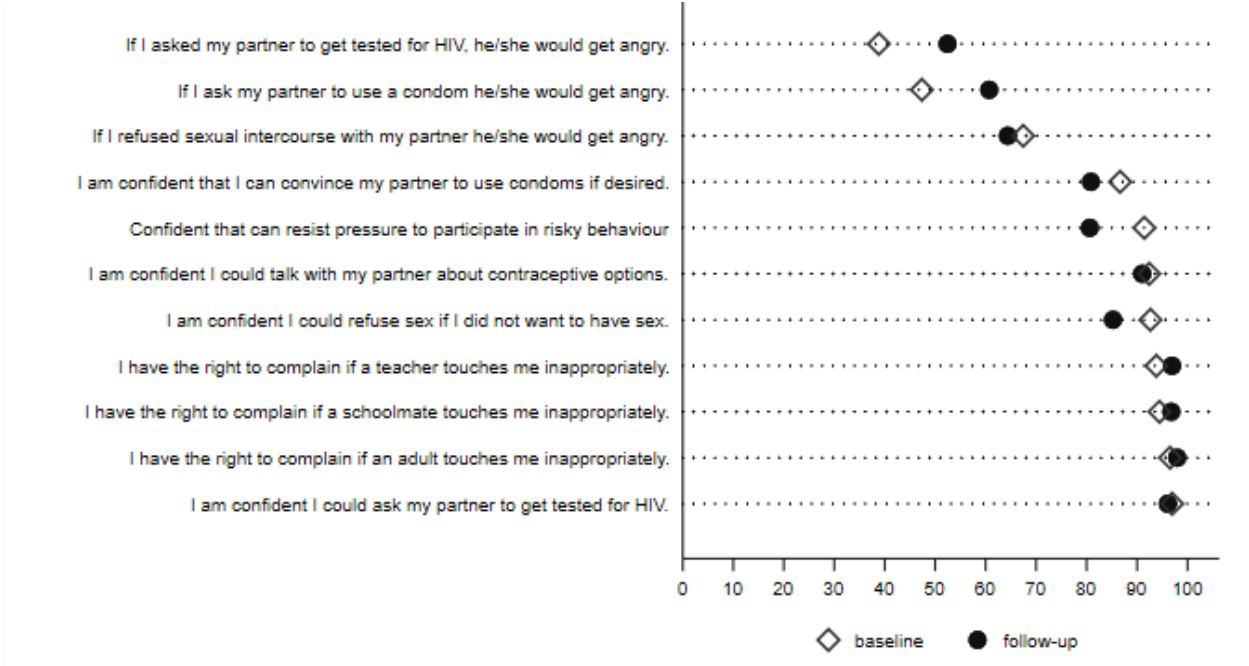 If I asked my partner to get tested for HIV, he/she would get angry.
If I ask my partner to use a condom he/she would get angry.
If I refused sexual intercourse with my partner he/she would get angry.
I am confident that I can convince my partner to use condoms if desired.
Confident that can resist pressure to participate in risky behaviour
I am confident I could talk with my partner about contraceptive options.
I am confident I could refuse sex if I did not want to have sex.
I have the right to complain if a teacher touches me inappropriately.
I have the right to complain if a schoolmate touches me inappropriately.
I have the right to complain if an adult touches me inappropriately.
I am confident I could ask my partner to get tested for HIV.
0 10 20 30 40 50 60 70 80 90 100
baseline follow-up